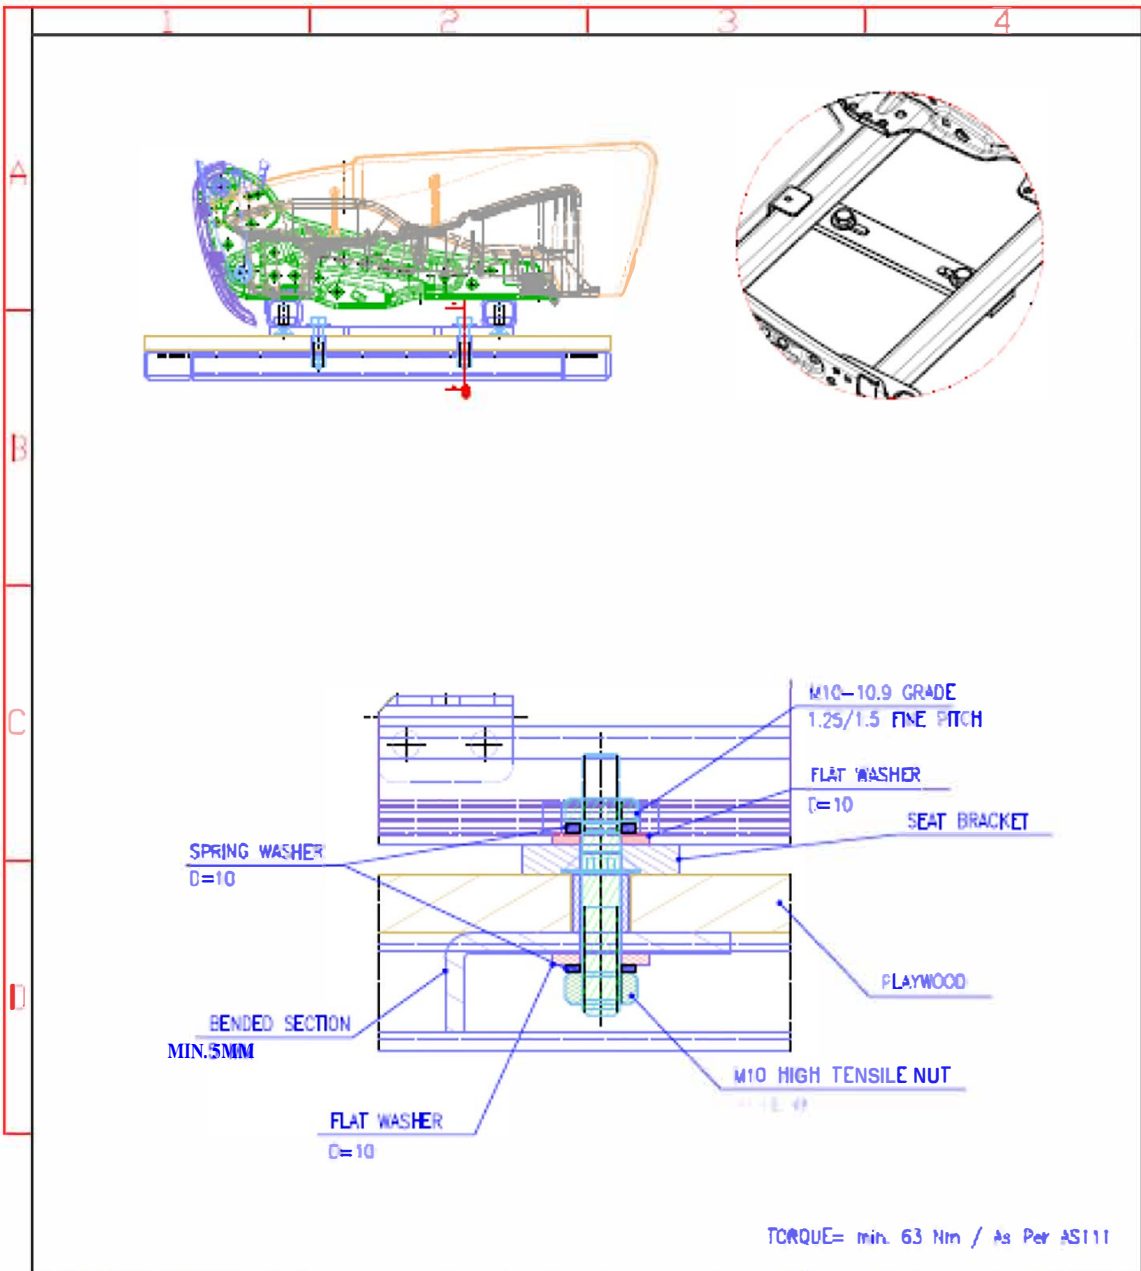 1 2 3 4
A
B
C
D
M10-10.9 GRADE
1.25/1.5 FINE PITCH
FLAT WASHER
D=10
SEAT BRACKET
SPRING WASHER
D=10
PLAYWOOD
BENDED SECTION
MIN.5MM
M10 HIGH TENSILE NUT
FLAT WASHER
D=10
TORQUE= min. 63 Nm / As Per AS111